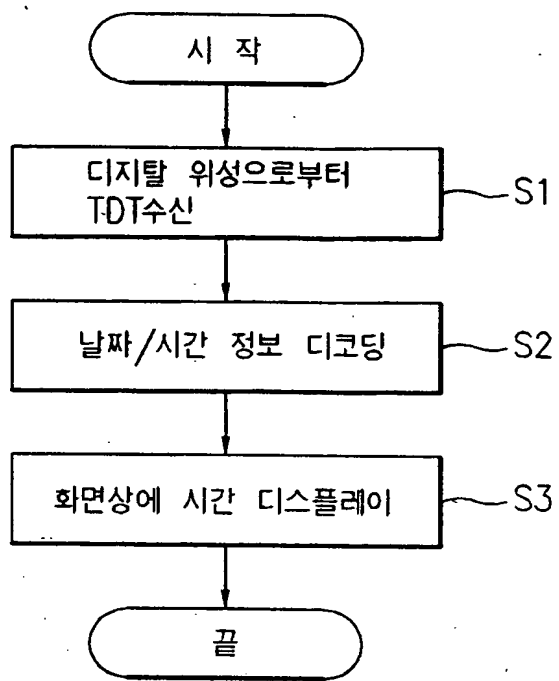 시 작
디지탈 위성으로부터
TDT수신
S1
날짜/시간 정보 디코딩
S2
화면상에 시간 디스플레이
S3
끝